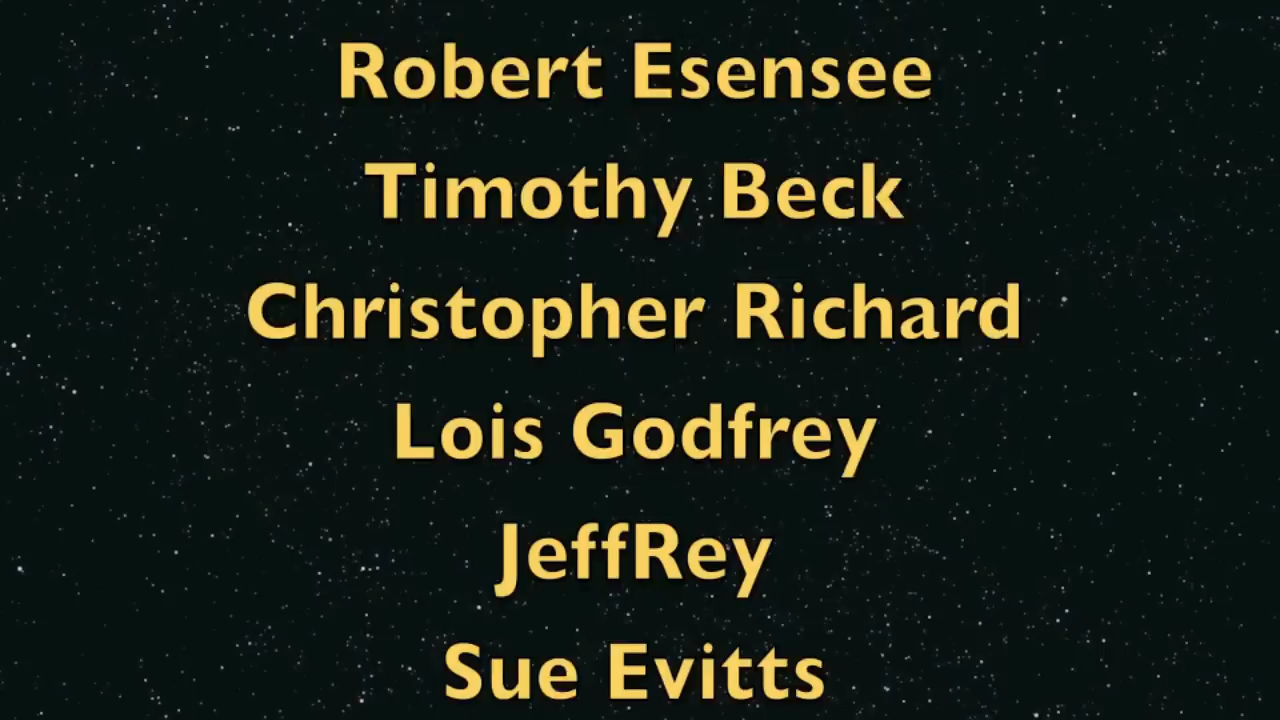 Robert Esensee
Timothy Beck
Christopher Richard
Lois Godfrey
JeffRey
Sue Evitts